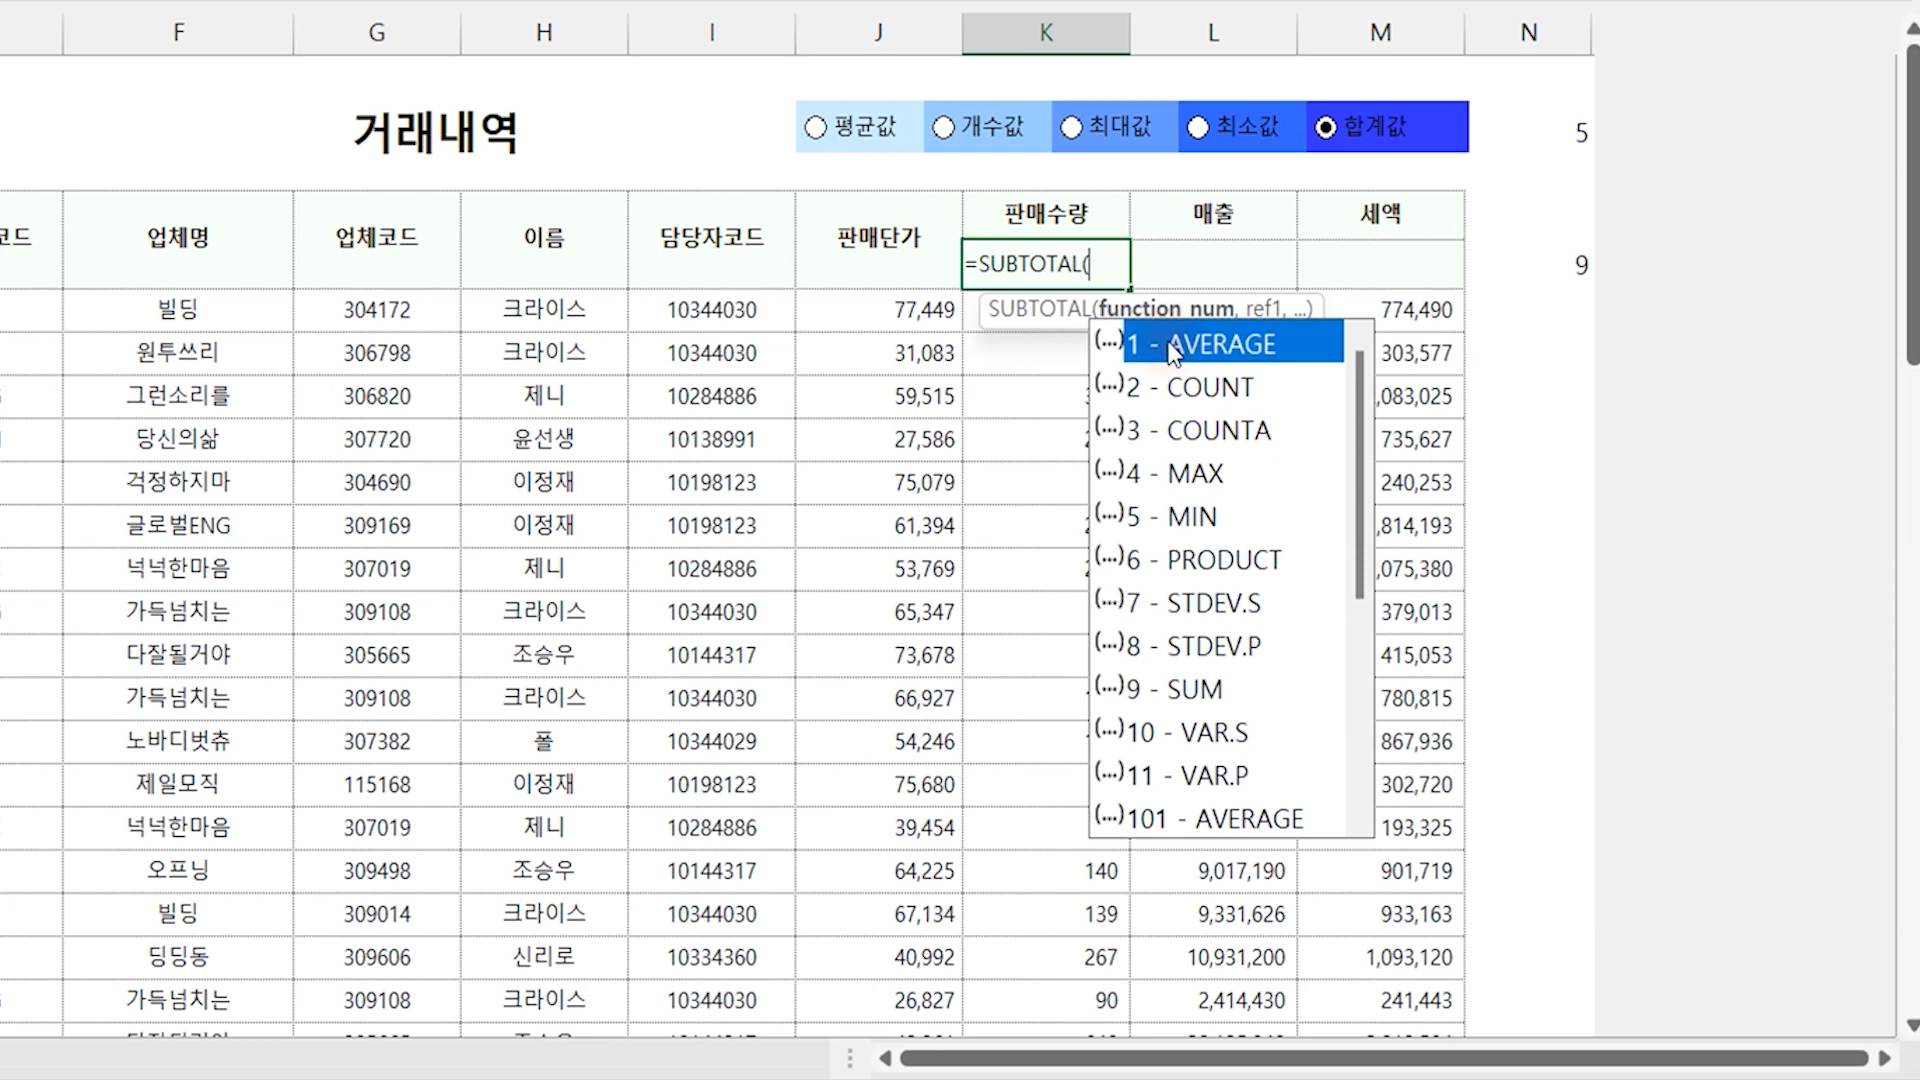 F G H I J K L M N
거래내역 평균값 개수값 최대값 최소값 합계값 5
코드 업체명 업체코드 이름 담당자코드 판매단가 판매수량 매출 세액
=SUBTOTAL( 9
SUBTOTAL(function_num, ref1, ...)
빌딩 304172 크라이스 10344030 77,449 (...)1 - AVERAGE 774,490
원투쓰리 306798 크라이스 10344030 31,083 (...)2 - COUNT 303,577
그런소리를 306820 제니 10284886 59,515 (...)3 - COUNTA ,083,025
당신의삶 307720 윤선생 10138991 27,586 (...)4 - MAX 735,627
걱정하지마 304690 이정재 10198123 75,079 (...)5 - MIN 240,253
글로벌ENG 309169 이정재 10198123 61,394 (...)6 - PRODUCT ,814,193
넉넉한마음 307019 제니 10284886 53,769 (...)7 - STDEV.S ,075,380
가득넘치는 309108 크라이스 10344030 65,347 (...)8 - STDEV.P 379,013
다잘될거야 305665 조승우 10144317 73,678 (...)9 - SUM 415,053
가득넘치는 309108 크라이스 10344030 66,927 (...)10 - VAR.S 780,815
노바디벗츄 307382 폴 10344029 54,246 (...)11 - VAR.P 867,936
제일모직 115168 이정재 10198123 75,680 (...)101 - AVERAGE 302,720
넉넉한마음 307019 제니 10284886 39,454 193,325
오프닝 309498 조승우 10144317 64,225 140 9,017,190 901,719
빌딩 309014 크라이스 10344030 67,134 139 9,331,626 933,163
딩딩동 309606 신리로 10334360 40,992 267 10,931,200 1,093,120
가득넘치는 309108 크라이스 10344030 26,827 90 2,414,430 241,443